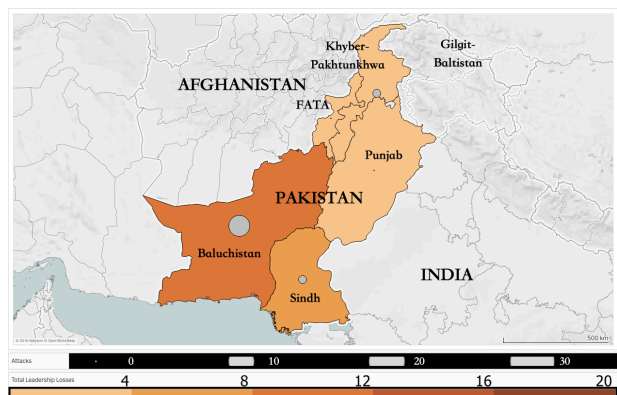 Khyber-
Pakhtunkhwa
Gilgit-
Baltistan
AFGHANISTAN
FATA
Punjab
PAKISTAN
Baluchistan
INDIA
Sindh
500 km
Attacks 0 10 20 30
Total Leadership Losses 4 8 12 16 20